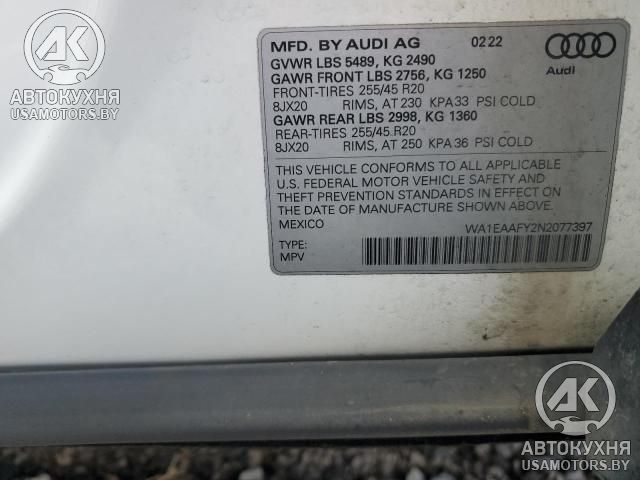 MFD. BY AUDI AG 02 22
GVWR LBS 5489, KG 2490
GAWR FRONT LBS 2756, KG 1250
FRONT-TIRES 255/45 R20
8JX20 RIMS, AT 230 KPA 33 PSI COLD
GAWR REAR LBS 2998, KG 1360
REAR-TIRES 255/45 R20
8JX20 RIMS, AT 250 KPA 36 PSI COLD
Audi
THIS VEHICLE CONFORMS TO ALL APPLICABLE
U.S. FEDERAL MOTOR VEHICLE SAFETY AND
THEFT PREVENTION STANDARDS IN EFFECT ON
THE DATE OF MANUFACTURE SHOWN ABOVE.
MEXICO WA1EAAFY2N2077397
TYPE:
MPV
AK
АВТОКУХНЯ
USAMOTORS.BY
AK
АВТОКУХНЯ
USAMOTORS.BY